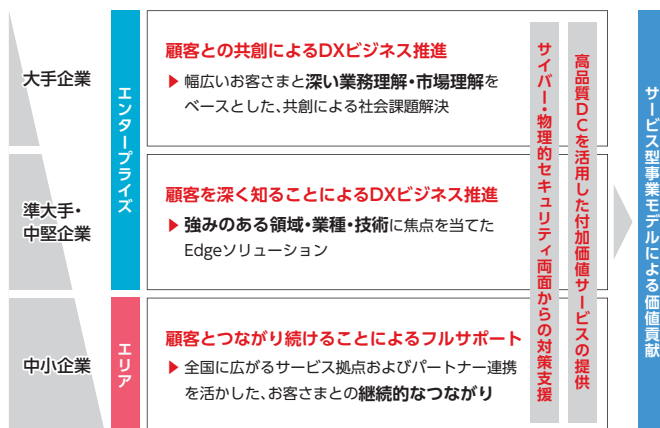 大手企業
準大手・
中堅企業
中小企業
エンタープライズ
エリア
顧客との共創によるDXビジネス推進
▶ 幅広いお客さまと深い業務理解・市場理解を
ベースとした、共創による社会課題解決
顧客を深く知ることによるDXビジネス推進
▶ 強みのある領域・業種・技術に焦点を当てた
Edgeソリューション
顧客とつながり続けることによるフルサポート
▶ 全国に広がるサービス拠点およびパートナー連携
を活かした、お客さまとの継続的なつながり
サイバー・物理的セキュリティ両面からの対策支援
高品質DCを活用した付加価値サービスの提供
サービス型事業モデルによる価値貢献